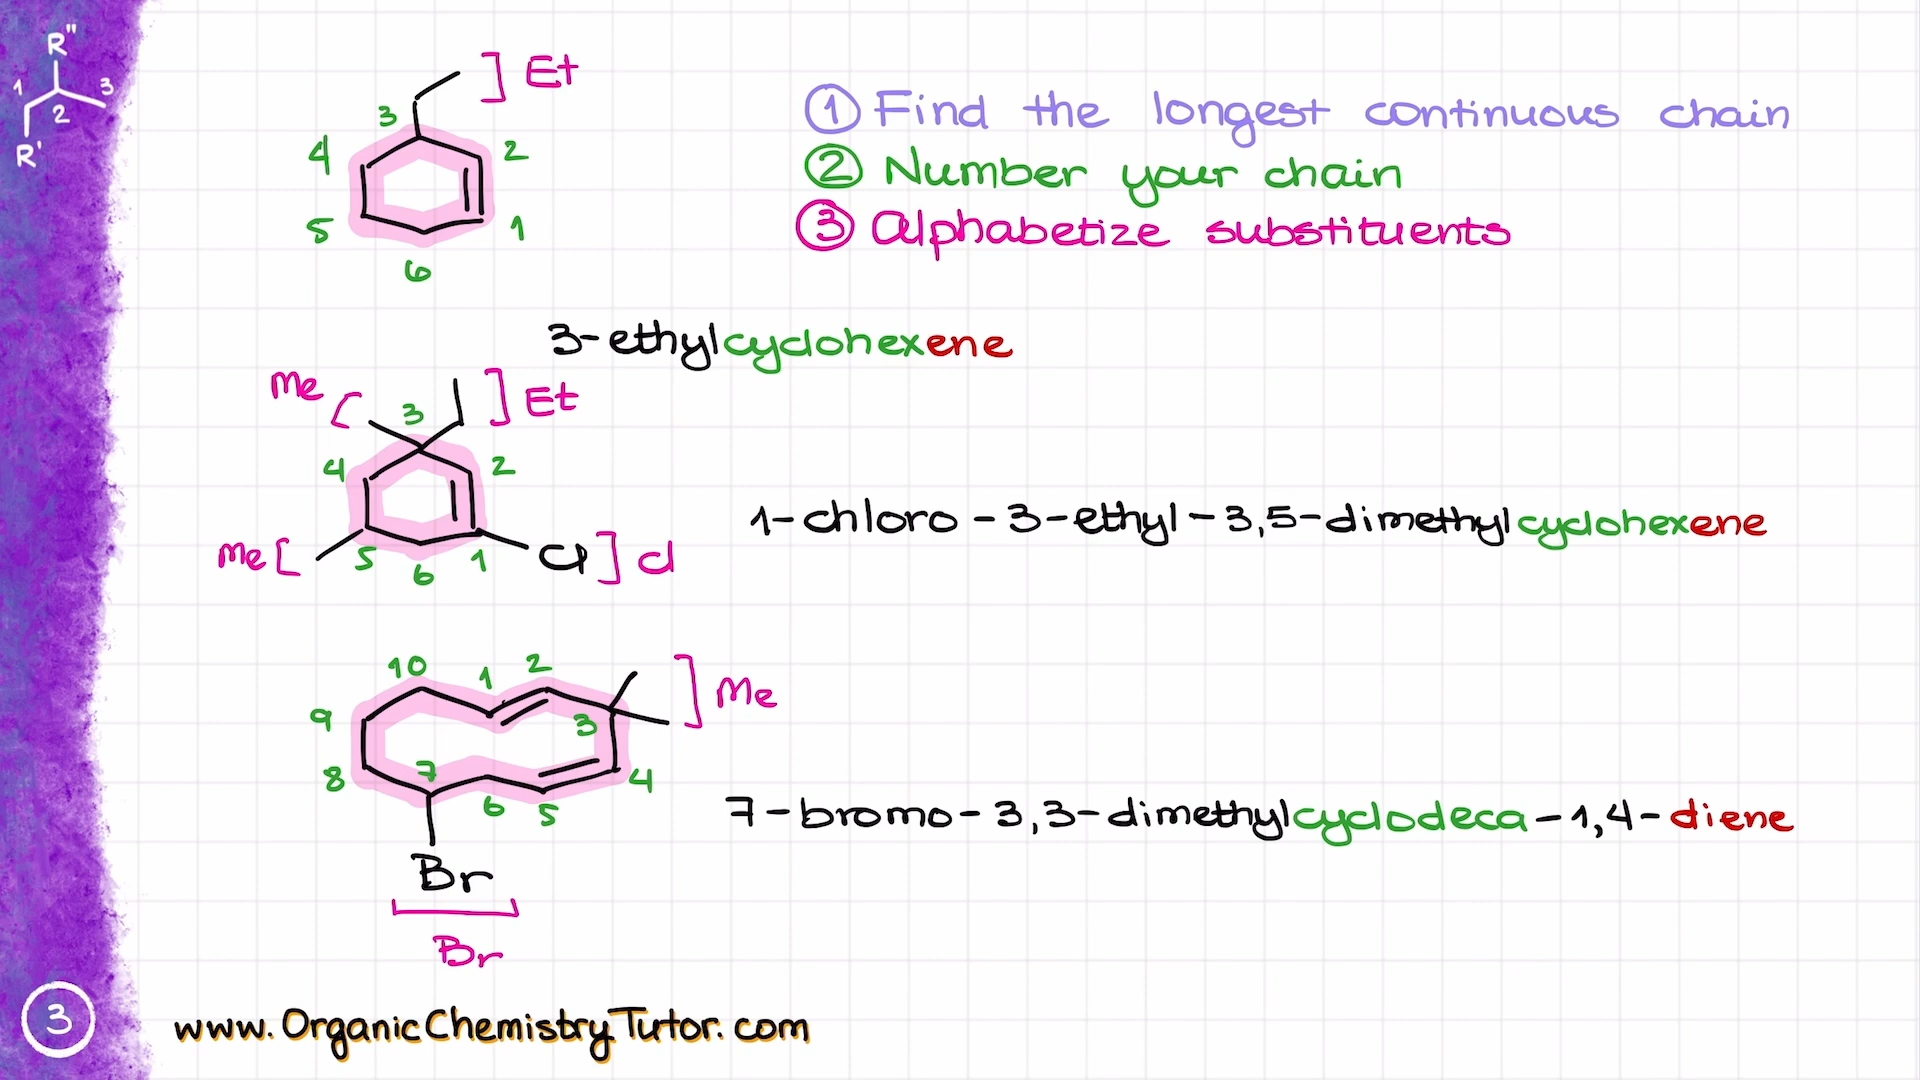 R"
1
3
2
R'
] Et
3
4
2
5
1
6
① Find the longest continuous chain
② Number your chain
③ Alphabetize substituents
3-ethylcyclohexene
Me [
3
] Et
4
2
Me [
5
6
1
Cl ] Cl
1-chloro-3-ethyl-3,5-dimethylcyclohexene
10
1
2
] Me
9
3
8
7
4
6
5
7-bromo-3,3-dimethylcyclodeca-1,4-diene
Br
Br
3
www.OrganicChemistryTutor.com